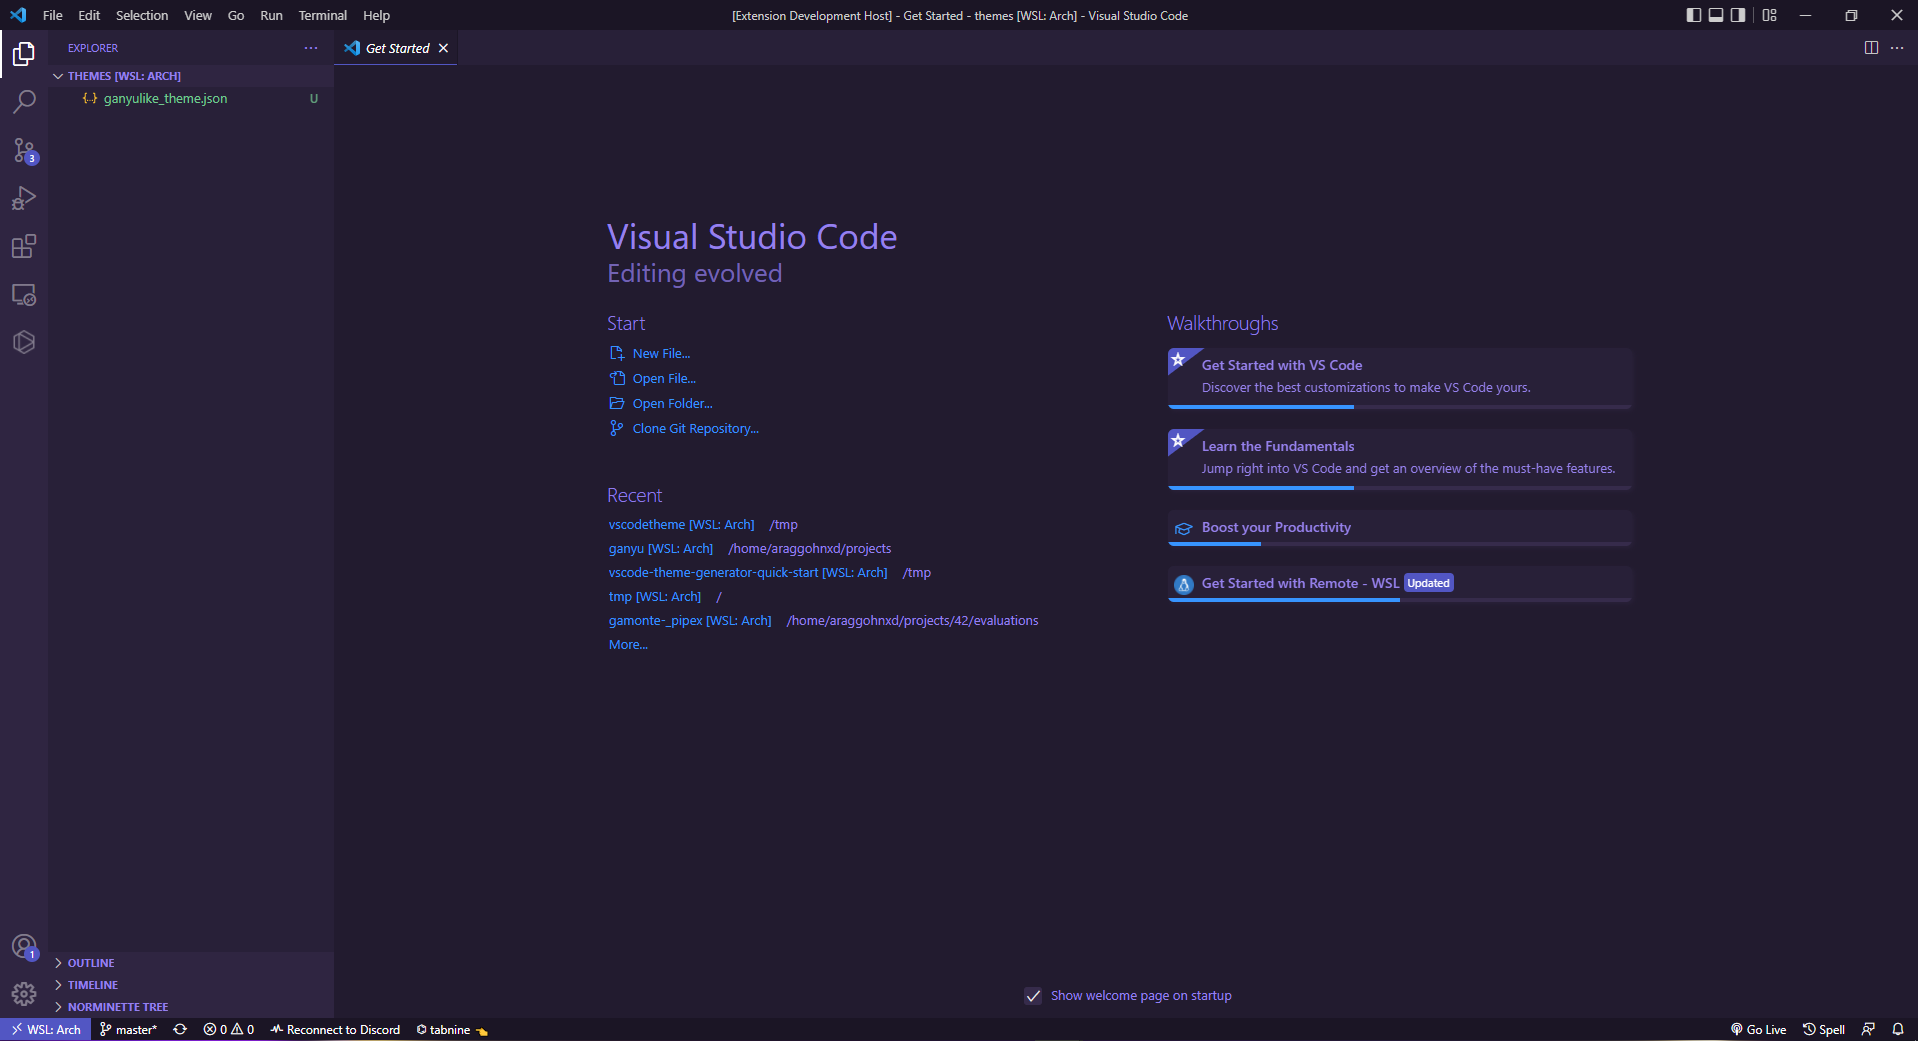 File Edit Selection View Go Run Terminal Help
[Extension Development Host] - Get Started - themes [WSL: Arch] - Visual Studio Code
EXPLORER
Get Started
THEMES [WSL: ARCH]
{..} ganyulike_theme.json U
3
Visual Studio Code
Editing evolved
Start
New File...
Open File...
Open Folder...
Clone Git Repository...
Recent
vscodetheme [WSL: Arch] /tmp
ganyu [WSL: Arch] /home/araggohnxd/projects
vscode-theme-generator-quick-start [WSL: Arch] /tmp
tmp [WSL: Arch] /
gamonte-_pipex [WSL: Arch] /home/araggohnxd/projects/42/evaluations
More...
Walkthroughs
Get Started with VS Code
Discover the best customizations to make VS Code yours.
Learn the Fundamentals
Jump right into VS Code and get an overview of the must-have features.
Boost your Productivity
Get Started with Remote - WSL Updated
1
OUTLINE
TIMELINE
NORMINETTE TREE
Show welcome page on startup
WSL: Arch master* 0 0 Reconnect to Discord tabnine Go Live Spell